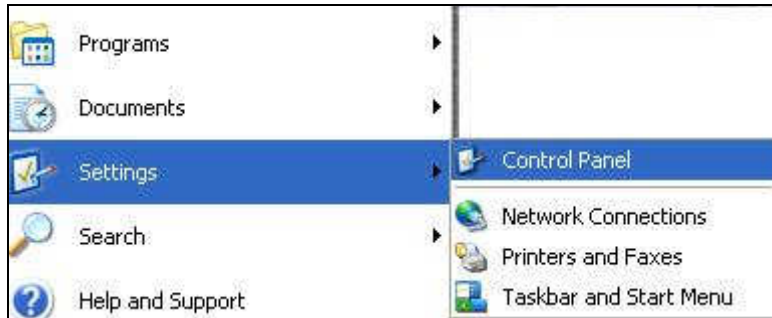 Programs
Documents
Settings
Control Panel
Search
Network Connections
Printers and Faxes
Help and Support
Taskbar and Start Menu